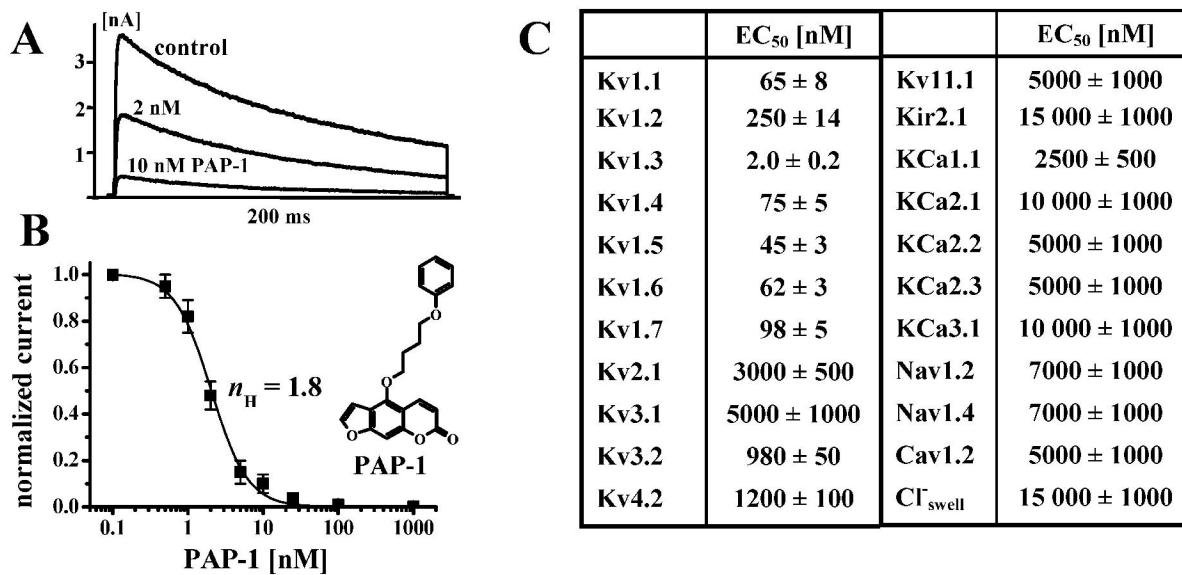 A
[nA]
control
3
2
2 nM
1
10 nM PAP-1
200 ms
B
normalized current
1.0
0.8
0.6
0.4
0.2
0.0
n_H = 1.8
O
O
O
O
O
PAP-1
0.1 1 10 100 1000
PAP-1 [nM]
C
EC₅₀ [nM] EC₅₀ [nM]
Kv1.1 65 ± 8 Kv11.1 5000 ± 1000
Kv1.2 250 ± 14 Kir2.1 15 000 ± 1000
Kv1.3 2.0 ± 0.2 KCa1.1 2500 ± 500
Kv1.4 75 ± 5 KCa2.1 10 000 ± 1000
Kv1.5 45 ± 3 KCa2.2 5000 ± 1000
Kv1.6 62 ± 3 KCa2.3 5000 ± 1000
Kv1.7 98 ± 5 KCa3.1 10 000 ± 1000
Kv2.1 3000 ± 500 Nav1.2 7000 ± 1000
Kv3.1 5000 ± 1000 Nav1.4 7000 ± 1000
Kv3.2 980 ± 50 Cav1.2 5000 ± 1000
Kv4.2 1200 ± 100 Cl⁻swell 15 000 ± 1000